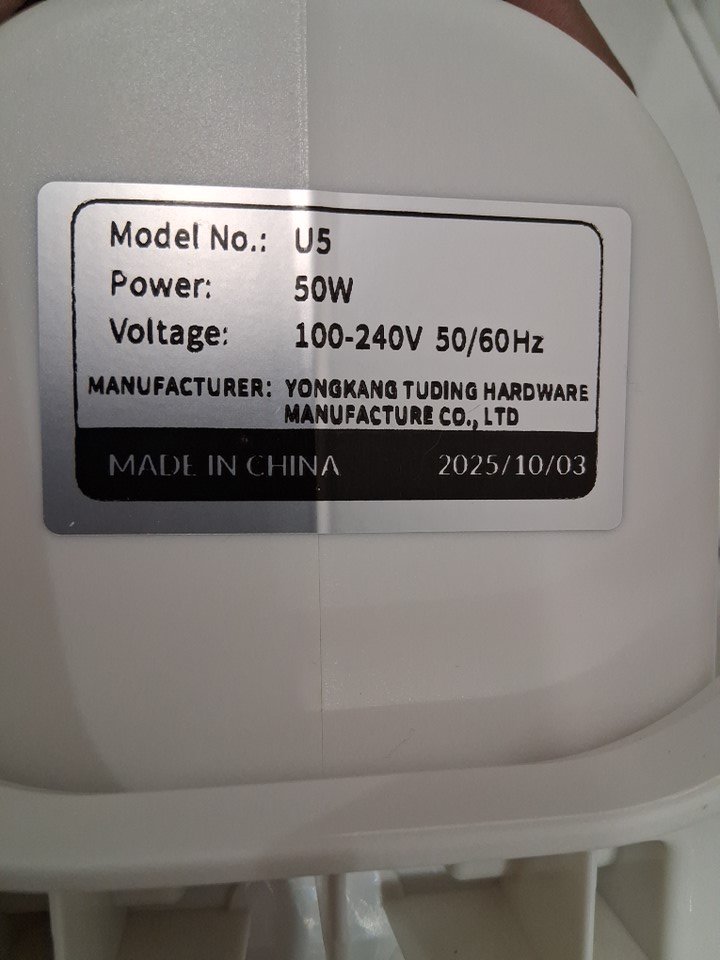 Model No.: U5
Power: 50W
Voltage: 100-240V 50/60Hz
MANUFACTURER: YONGKANG TUDING HARDWARE
MANUFACTURE CO., LTD
MADE IN CHINA 2025/10/03